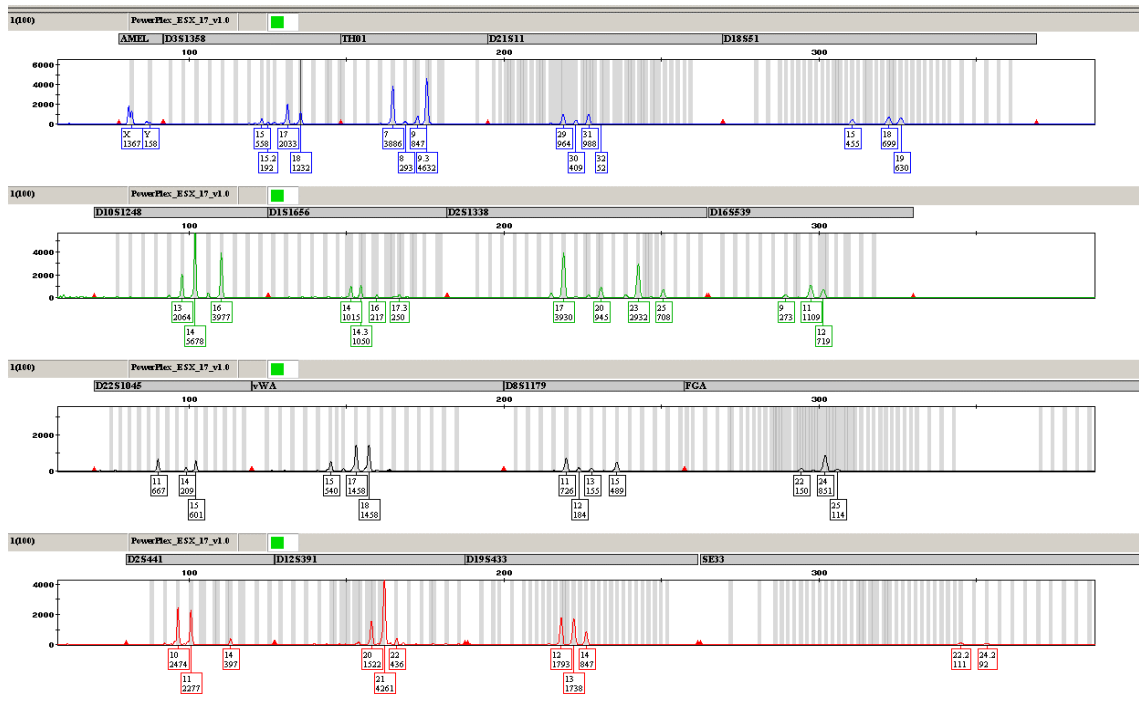 1(100) PowerPlex_ESX_17_v1.0
AMEL D3S1358 TH01 D21S11 D18S51
100 200 300
6000
4000
2000
0
X Y 15 17 7 9 29 31 15 18
1367 158 558 2033 3886 847 964 988 455 699
15.2 18 8 9.3 30 32 19
192 1232 293 4632 409 52 630
1(100) PowerPlex_ESX_17_v1.0
D10S1248 D1S1656 D2S1338 D16S539
100 200 300
4000
2000
0
13 16 14 16 17.3 17 20 23 25 9 11
2064 3977 1015 217 250 3930 945 2932 708 273 1109
14 14.3 12
5678 1050 719
1(100) PowerPlex_ESX_17_v1.0
D22S1045 vWA D8S1179 FGA
100 200 300
2000
0
11 14 15 17 11 13 15 22 24
667 209 540 1458 726 155 489 150 851
15 18 12 25
601 1458 184 114
1(100) PowerPlex_ESX_17_v1.0
D2S441 D12S391 D19S433 SE33
100 200 300
4000
2000
0
10 14 20 22 12 14 22.2 24.2
2474 397 1522 436 1793 847 111 92
11 21 13
2277 4261 1738